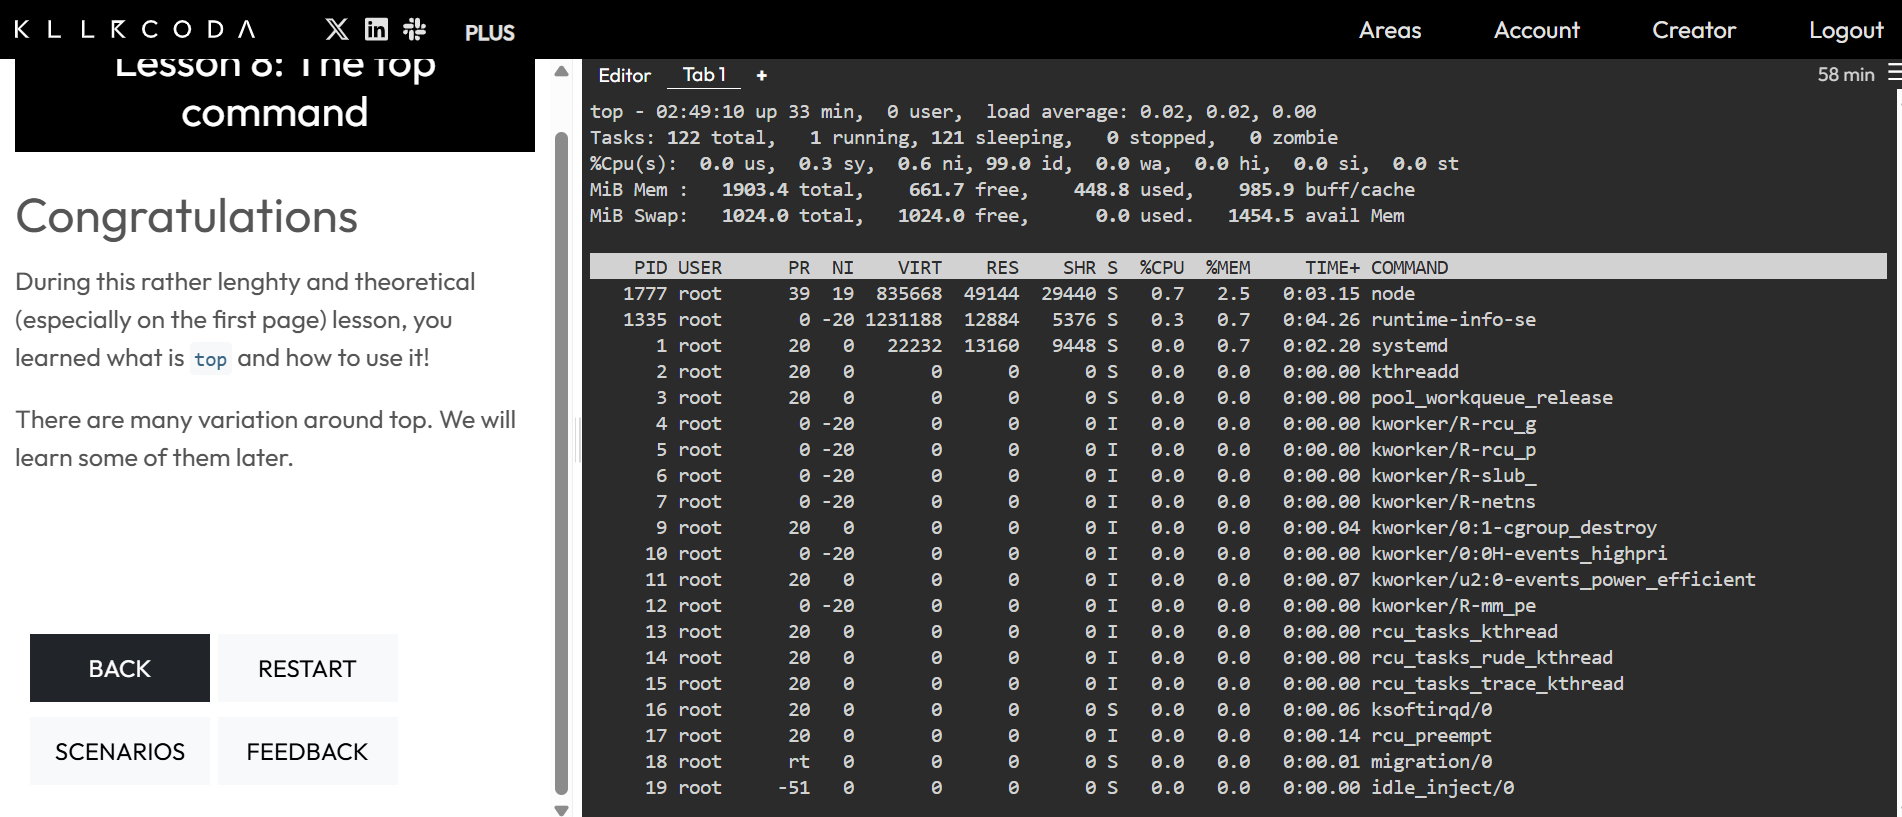 KILLERCODA PLUS Areas Account Creator Logout
Lesson 8: The top
command
Congratulations
During this rather lenghty and theoretical
(especially on the first page) lesson, you
learned what is top and how to use it!
There are many variation around top. We will
learn some of them later.
BACK RESTART
SCENARIOS FEEDBACK
Editor Tab 1 + 58 min
top - 02:49:10 up 33 min,  0 user,  load average: 0.02, 0.02, 0.00
Tasks: 122 total,   1 running, 121 sleeping,   0 stopped,   0 zombie
%Cpu(s):  0.0 us,  0.3 sy,  0.6 ni, 99.0 id,  0.0 wa,  0.0 hi,  0.0 si,  0.0 st
MiB Mem :   1903.4 total,    661.7 free,    448.8 used,    985.9 buff/cache
MiB Swap:   1024.0 total,   1024.0 free,      0.0 used.   1454.5 avail Mem
PID USER PR NI VIRT RES SHR S %CPU %MEM TIME+ COMMAND
1777 root 39 19 835668 49144 29440 S 0.7 2.5 0:03.15 node
1335 root 0 -20 1231188 12884 5376 S 0.3 0.7 0:04.26 runtime-info-se
1 root 20 0 22232 13160 9448 S 0.0 0.7 0:02.20 systemd
2 root 20 0 0 0 0 S 0.0 0.0 0:00.00 kthreadd
3 root 20 0 0 0 0 S 0.0 0.0 0:00.00 pool_workqueue_release
4 root 0 -20 0 0 0 I 0.0 0.0 0:00.00 kworker/R-rcu_g
5 root 0 -20 0 0 0 I 0.0 0.0 0:00.00 kworker/R-rcu_p
6 root 0 -20 0 0 0 I 0.0 0.0 0:00.00 kworker/R-slub_
7 root 0 -20 0 0 0 I 0.0 0.0 0:00.00 kworker/R-netns
9 root 20 0 0 0 0 I 0.0 0.0 0:00.04 kworker/0:1-cgroup_destroy
10 root 0 -20 0 0 0 I 0.0 0.0 0:00.00 kworker/0:0H-events_highpri
11 root 20 0 0 0 0 I 0.0 0.0 0:00.07 kworker/u2:0-events_power_efficient
12 root 0 -20 0 0 0 I 0.0 0.0 0:00.00 kworker/R-mm_pe
13 root 20 0 0 0 0 I 0.0 0.0 0:00.00 rcu_tasks_kthread
14 root 20 0 0 0 0 I 0.0 0.0 0:00.00 rcu_tasks_rude_kthread
15 root 20 0 0 0 0 I 0.0 0.0 0:00.00 rcu_tasks_trace_kthread
16 root 20 0 0 0 0 S 0.0 0.0 0:00.06 ksoftirqd/0
17 root 20 0 0 0 0 I 0.0 0.0 0:00.14 rcu_preempt
18 root rt 0 0 0 0 S 0.0 0.0 0:00.01 migration/0
19 root -51 0 0 0 0 S 0.0 0.0 0:00.00 idle_inject/0